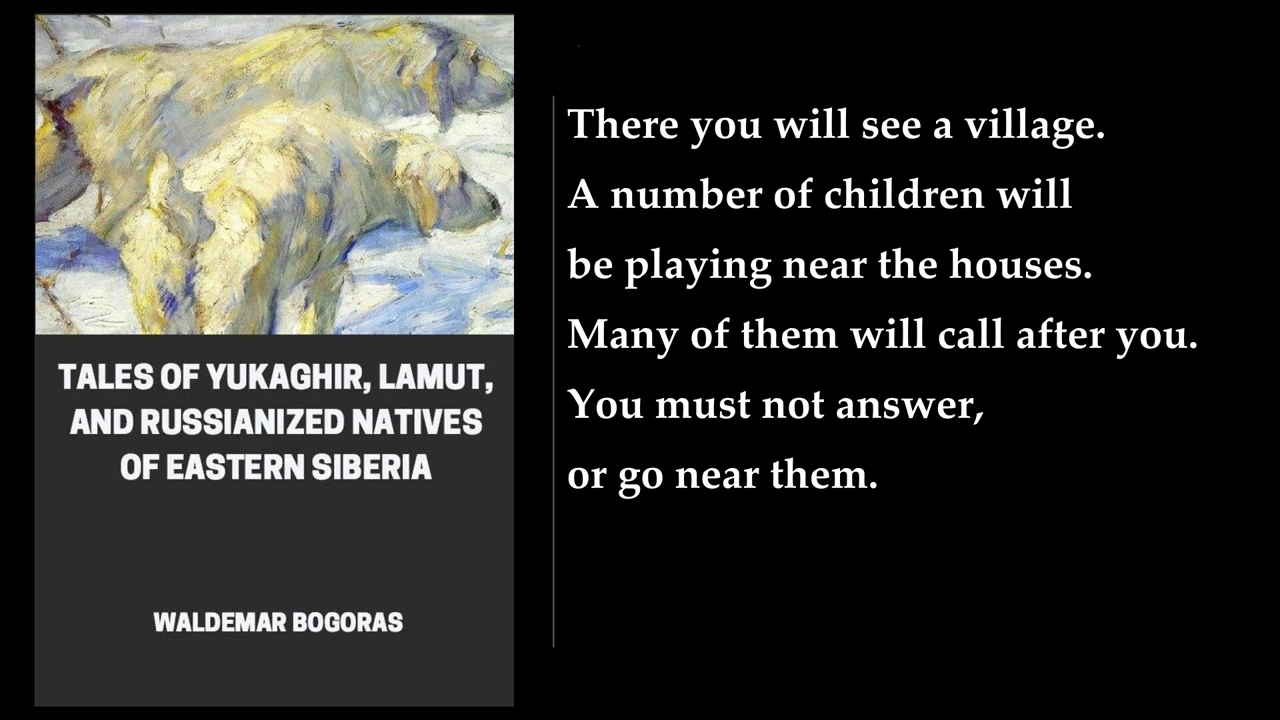 TALES OF YUKAGHIR, LAMUT,
AND RUSSIANIZED NATIVES
OF EASTERN SIBERIA
WALDEMAR BOGORAS
There you will see a village.
A number of children will
be playing near the houses.
Many of them will call after you.
You must not answer,
or go near them.